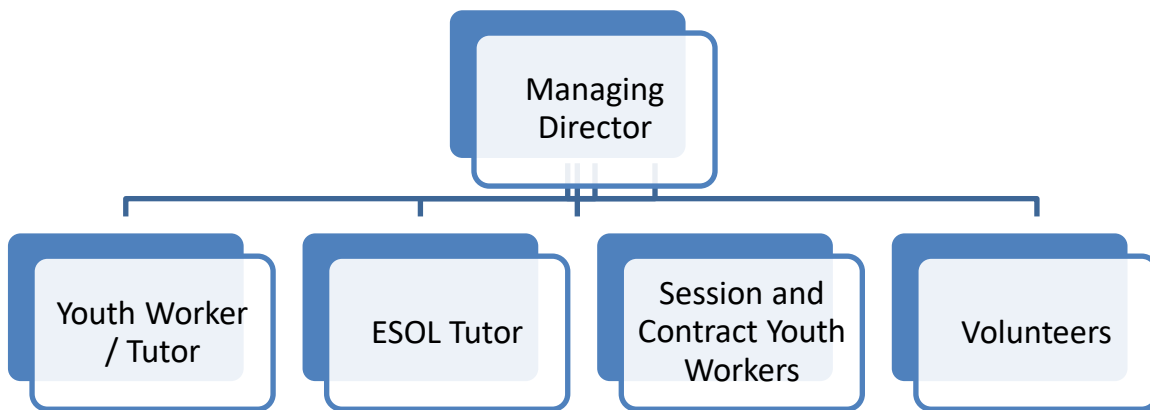 Managing
Director
Youth Worker
/ Tutor
ESOL Tutor
Session and
Contract Youth
Workers
Volunteers